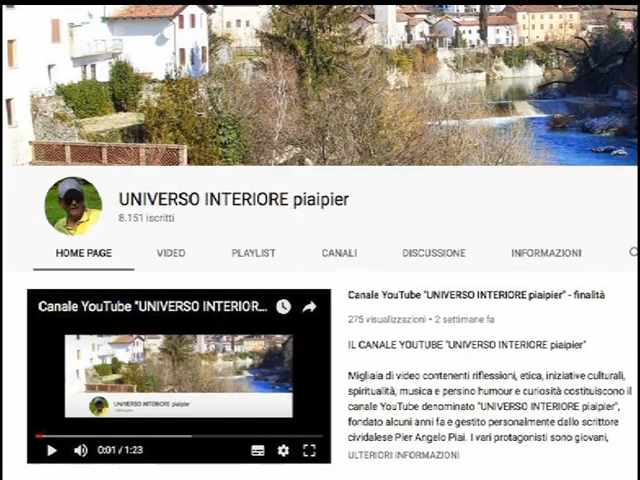 UNIVERSO INTERIORE piaipier
8.151 iscritti
HOME PAGE VIDEO PLAYLIST CANALI DISCUSSIONE INFORMAZIONI
Canale YouTube "UNIVERSO INTERIOR...
UNIVERSO INTERIORE piaipier
0:01 / 1:23
Canale YouTube "UNIVERSO INTERIORE piaipier" - finalità
275 visualizzazioni • 2 settimane fa
IL CANALE YOUTUBE "UNIVERSO INTERIORE piaipier"
Migliaia di video contenenti riflessioni, etica, iniziative culturali,
spiritualità, musica e persino humour e curiosità costituiscono il
canale YouTube denominato "UNIVERSO INTERIORE piaipier",
fondato alcuni anni fa e gestito personalmente dallo scrittore
cividalese Pier Angelo Piai. I vari protagonisti sono giovani,
ULTERIORI INFORMAZIONI